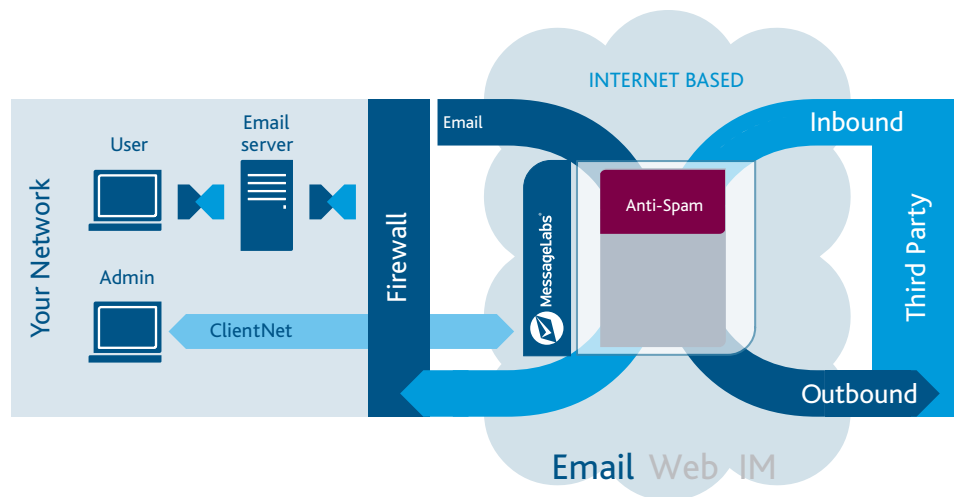 INTERNET BASED
Your Network
User
Email
server
Admin
ClientNet
Firewall
Email
MessageLabs®
Anti-Spam
Inbound
Third Party
Outbound
Email Web IM